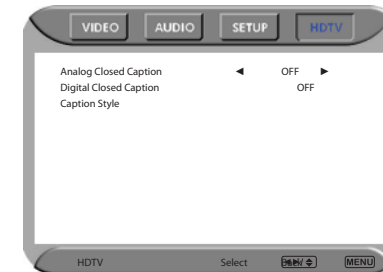 VIDEO AUDIO SETUP HDTV
Analog Closed Caption ◄ OFF ►
Digital Closed Caption OFF
Caption Style
HDTV Select MENU